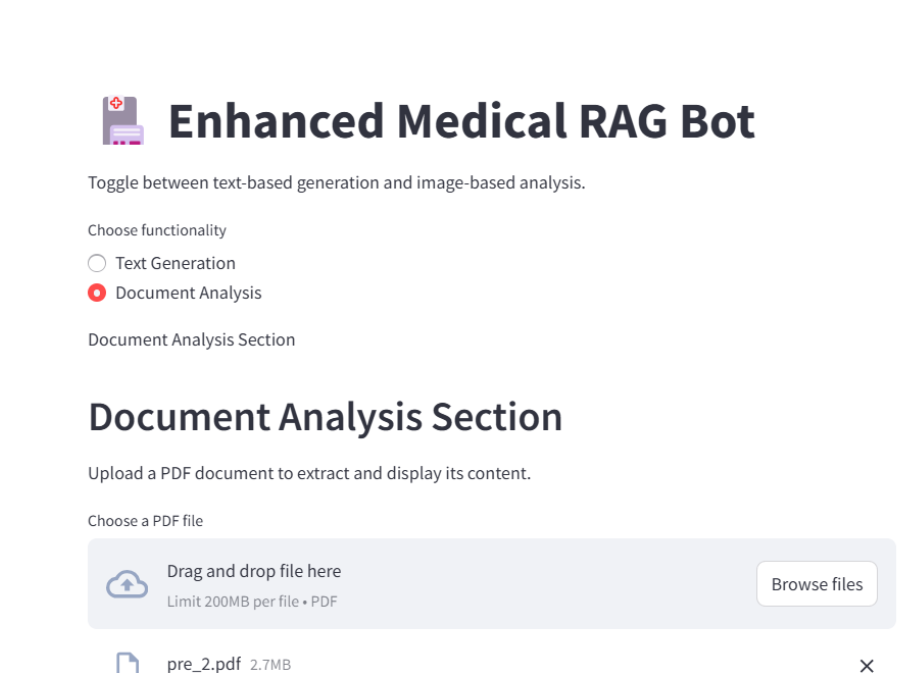 Enhanced Medical RAG Bot
Toggle between text-based generation and image-based analysis.
Choose functionality
Text Generation
Document Analysis
Document Analysis Section
Document Analysis Section
Upload a PDF document to extract and display its content.
Choose a PDF file
Drag and drop file here
Limit 200MB per file • PDF
Browse files
pre_2.pdf 2.7MB